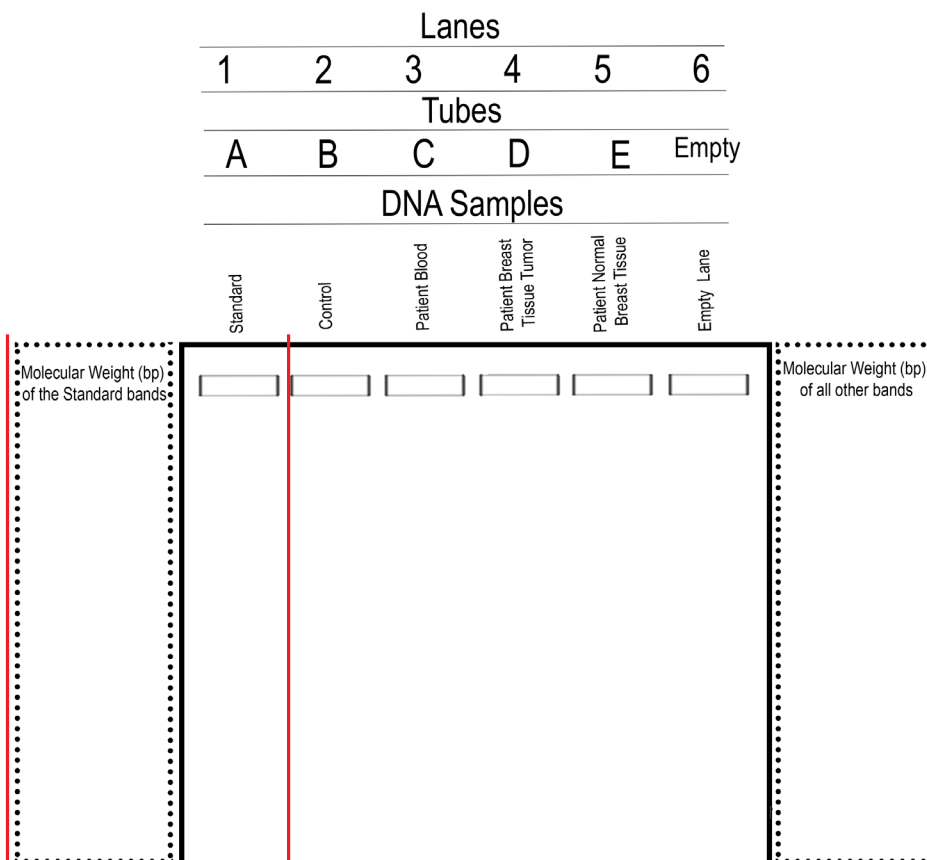 Lanes
1 2 3 4 5 6
Tubes
A B C D E Empty
DNA Samples
Standard
Control
Patient Blood
Patient Breast
Tissue Tumor
Patient Normal
Breast Tissue
Empty Lane
Molecular Weight (bp)
of the Standard bands
Molecular Weight (bp)
of all other bands